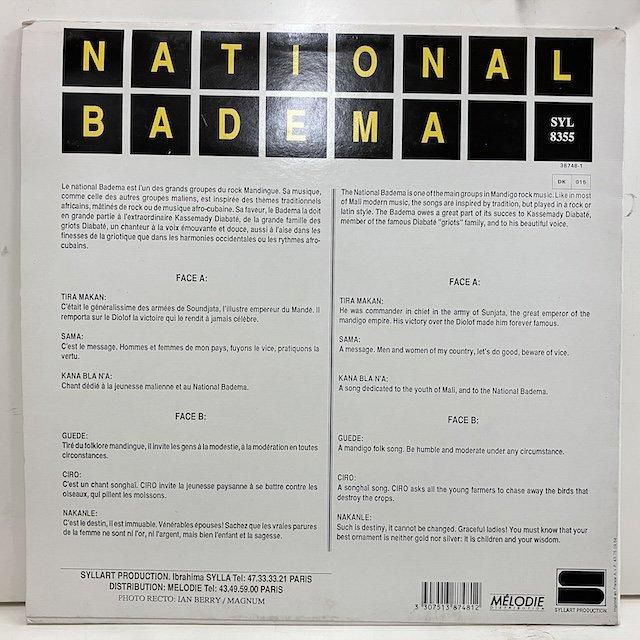 NATIONAL
BADEMA
SYL
8355
38748-1
DK 015
Le national Badema est l'un des grands groupes du rock Mandingue. Sa musique,
comme celle des autres groupes maliens, est inspirée des thèmes traditionnels
africains, mâtinés de rock ou de musique afro-cubaine. Sa faveur, le Badema la doit
en grande partie à l'extraordinaire Kassemady Diabaté, de la grande famille des
griots Diabaté, un chanteur à la voix émouvante et douce, aussi à l'aise dans les
finesses de la griotique que dans les harmonies occidentales ou les rythmes afro-
cubains.
FACE A:
TIRA MAKAN:
C'était le généralissime des armées de Soundjata, l'illustre empereur du Mandé. Il
remporta sur le Diolof la victoire qui le rendit à jamais célèbre.
SAMA:
C'est le message. Hommes et femmes de mon pays, fuyons le vice, pratiquons la
vertu.
KANA BLA N'A:
Chant dédié à la jeunesse malienne et au National Badema.
FACE B:
GUEDE:
Tiré du folklore mandingue, il invite les gens à la modestie, à la modération en toutes
circonstances.
CIRO:
C'est un chant songhaï. CIRO invite la jeunesse paysanne à se battre contre les
oiseaux, qui pillent les moissons.
NAKANLE:
C'est le destin, il est immuable. Vénérables épouses! Sachez que les vraies parures
de la femme ne sont ni l'or, ni l'argent, mais bien l'enfant et la sagesse.
The National Badema is one of the main groups in Mandigo rock music. Like in most
of Mali modern music, the songs are inspired by tradition, but played in a rock or
latin style. The Badema owes a great part of its succes to Kassemady Diabaté,
member of the famous Diabaté "griots" family, and to his beautiful voice.
FACE A:
TIRA MAKAN:
He was commander in chief in the army of Sunjata, the great emperor of the
mandigo empire. His victory over the Diolof made him forever famous.
SAMA:
A message. Men and women of my country, let's do good, beware of vice.
KANA BLA N'A:
A song dedicated to the youth of Mali, and to the National Badema.
FACE B:
GUEDE:
A mandigo folk song. Be humble and moderate under any circumstance.
CIRO:
A songhaï song. CIRO asks all the young farmers to chase away the birds that
destroy the crops.
NAKANLE:
Such is destiny, it cannot be changed. Graceful ladies! You must know that your
best ornament is neither gold nor silver: it is children and your wisdom.
SYLLART PRODUCTION. Ibrahima SYLLA Tel: 47.33.33.21 PARIS
DISTRIBUTION: MELODIE Tel: 43.49.59.00 PARIS
PHOTO RECTO: IAN BERRY / MAGNUM
3 307513 874812
MÉLODIE
DISTRIBUTION
SYLLART PRODUCTION